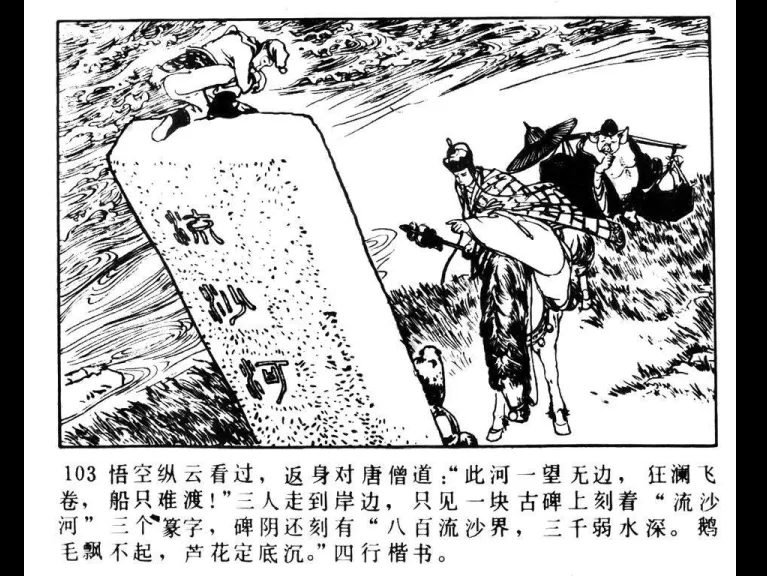 流沙河
103 悟空纵云看过，返身对唐僧道：“此河一望无边，狂澜飞
卷，船只难渡！”三人走到岸边，只见一块古碑上刻着“流沙
河”三个篆字，碑阴还刻有“八百流沙界，三千弱水深。鹅
毛飘不起，芦花定底沉。”四行楷书。